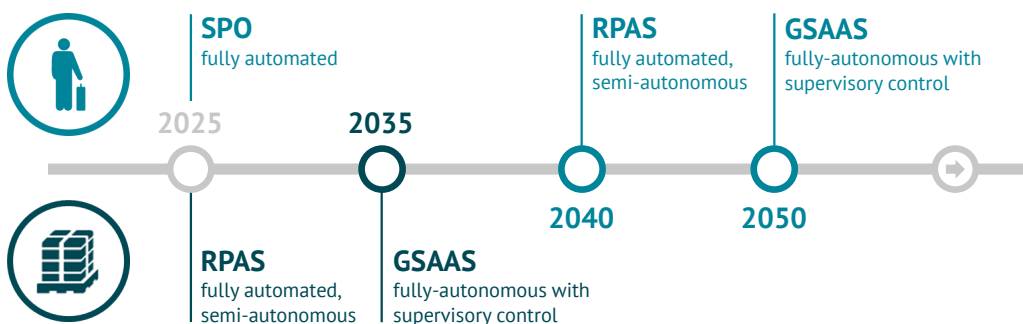 SPO
fully automated
RPAS
fully automated,
semi-autonomous
GSAAS
fully-autonomous with
supervisory control
2025
2035
2040
2050
RPAS
fully automated,
semi-autonomous
GSAAS
fully-autonomous with
supervisory control